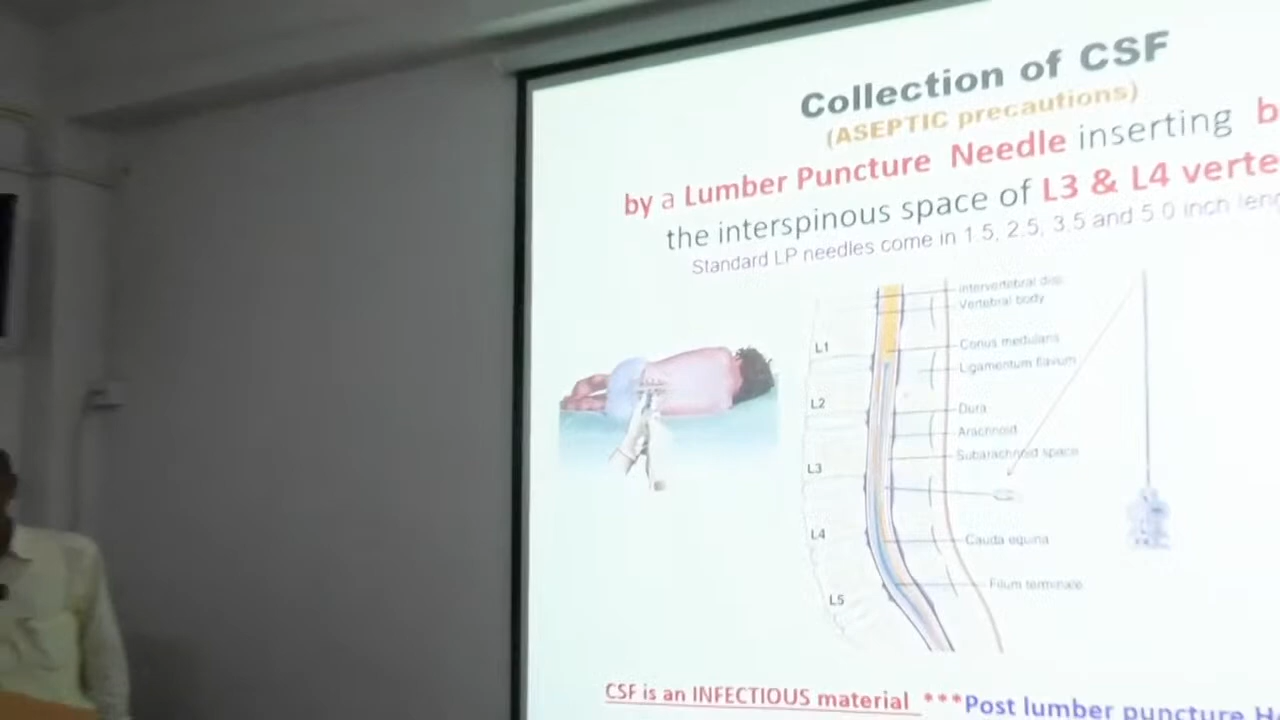 Collection of CSF
(ASEPTIC precautions)
by a Lumber Puncture Needle inserting b
the interspinous space of L3 & L4 verte
Standard LP needles come in 1.5, 2.5, 3.5 and 5.0 inch leng
Intervertebral disc
Vertebral body
L1
Conus medullaris
Ligamentum flavum
L2
Dura
Arachnoid
Subarachnoid space
L3
L4
Cauda equina
Filum terminale
L5
CSF is an INFECTIOUS material ***Post lumber puncture H